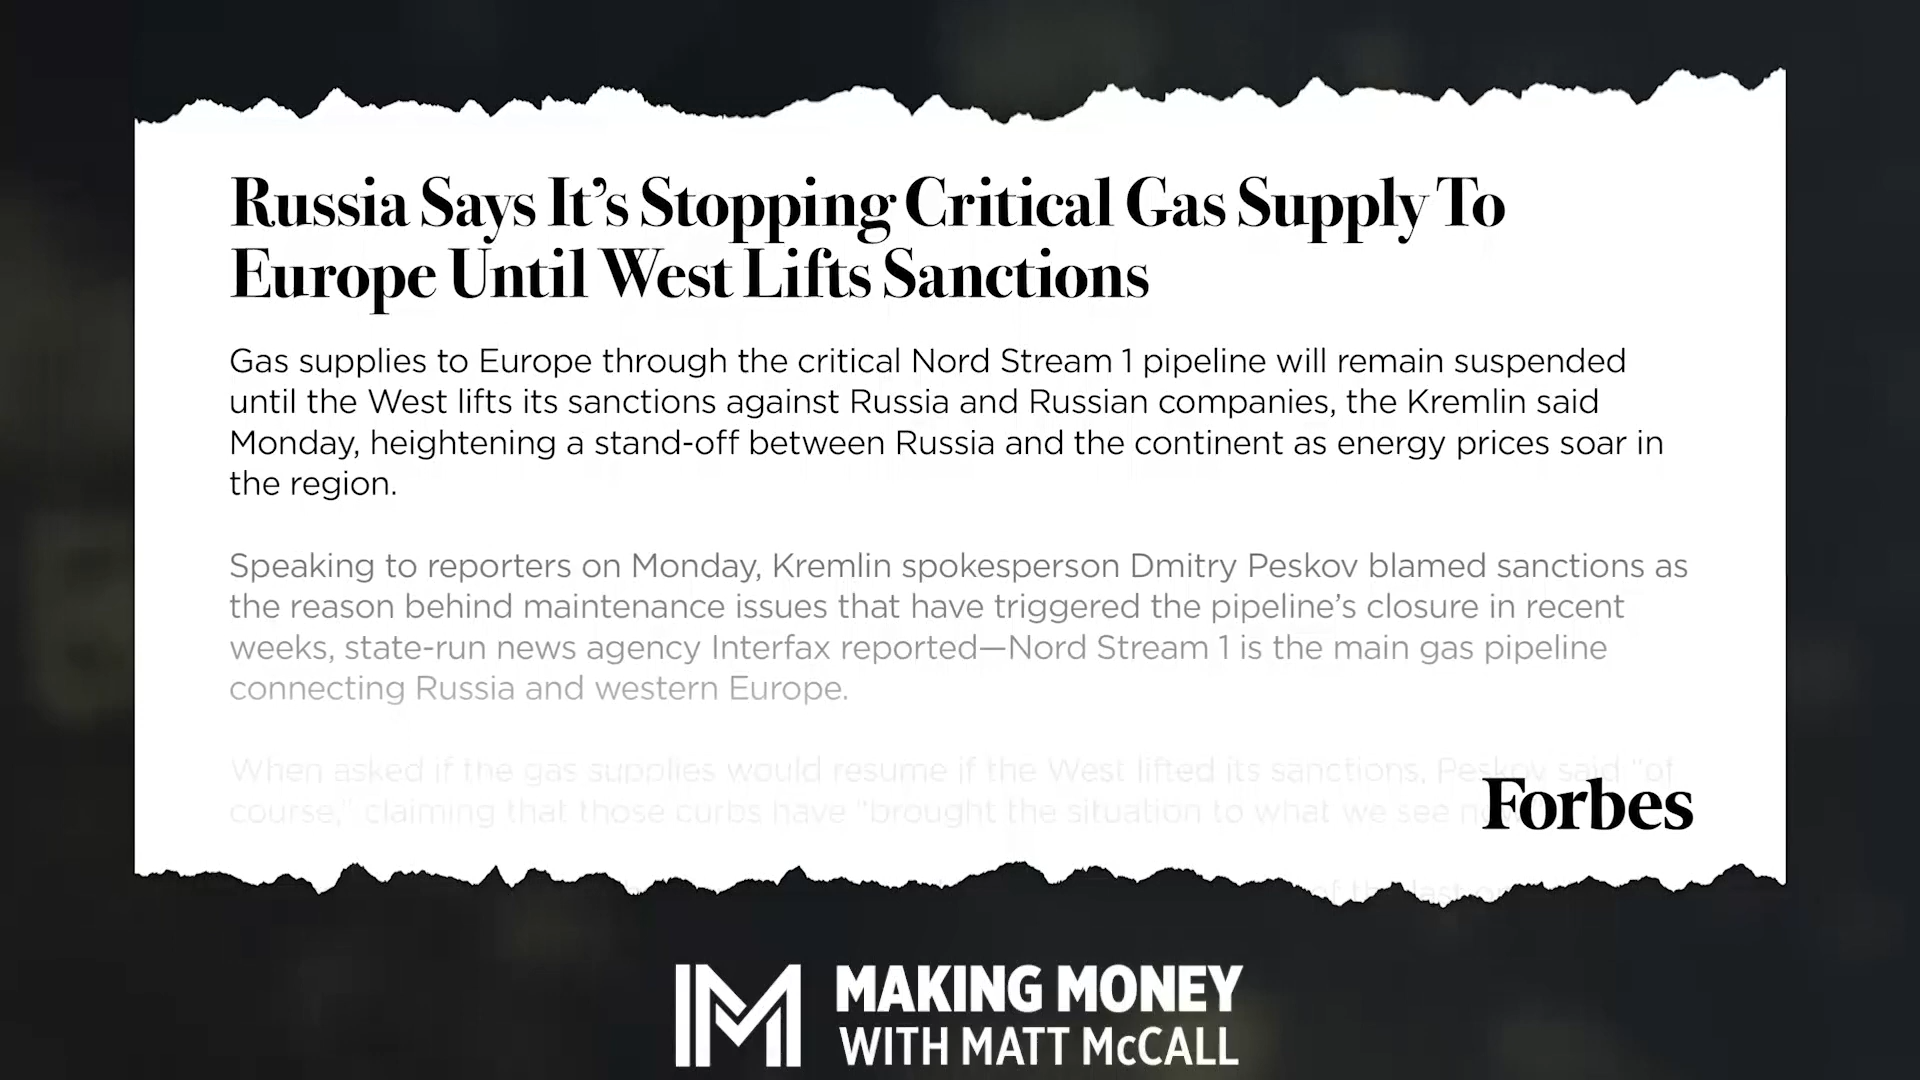 Russia Says It’s Stopping Critical Gas Supply To
Europe Until West Lifts Sanctions
Gas supplies to Europe through the critical Nord Stream 1 pipeline will remain suspended
until the West lifts its sanctions against Russia and Russian companies, the Kremlin said
Monday, heightening a stand-off between Russia and the continent as energy prices soar in
the region.
Speaking to reporters on Monday, Kremlin spokesperson Dmitry Peskov blamed sanctions as
the reason behind maintenance issues that have triggered the pipeline’s closure in recent
weeks, state-run news agency Interfax reported—Nord Stream 1 is the main gas pipeline
connecting Russia and western Europe.
When asked if the gas supplies would resume if the West lifted its sanctions, Peskov said “of
course,” claiming that those curbs have “brought the situation to what we see
Forbes
of the last
MAKING MONEY
WITH MATT McCALL